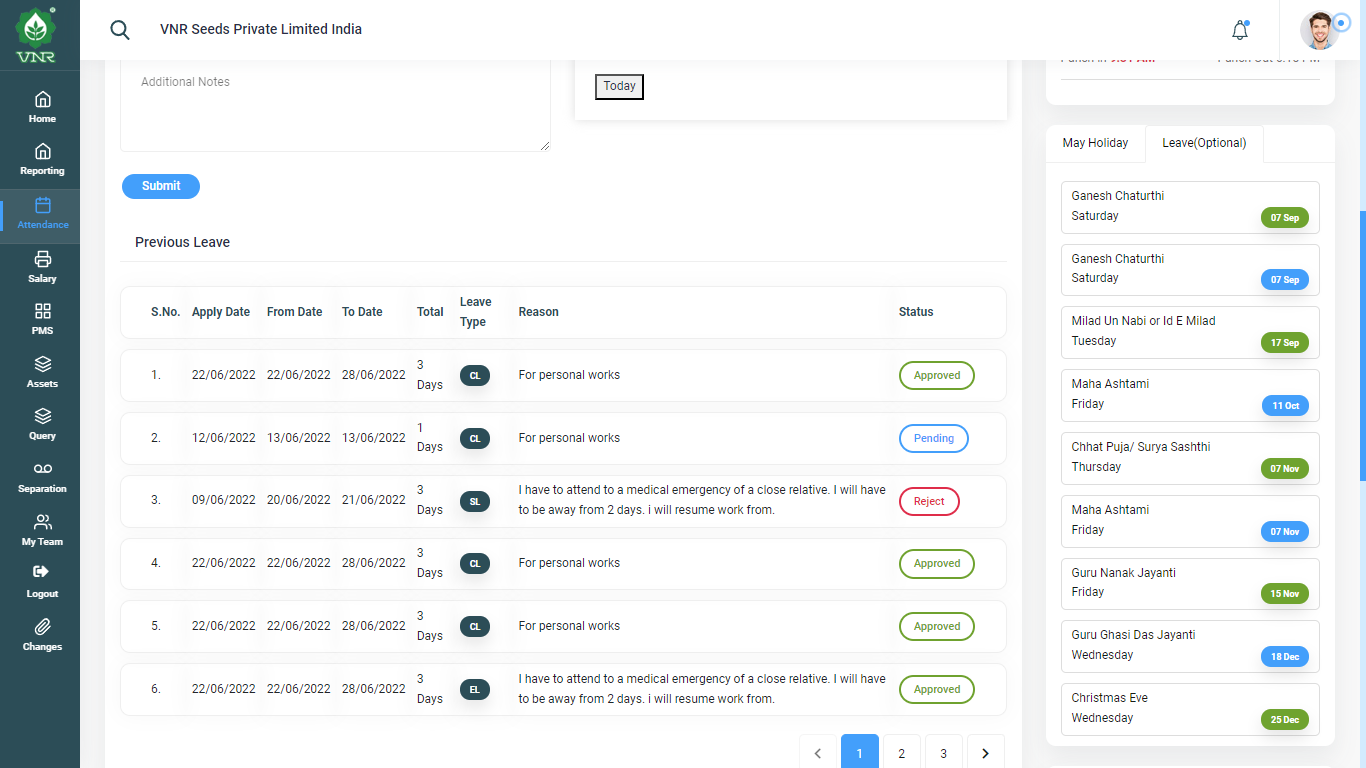 VNR
VNR Seeds Private Limited India
Home
Reporting
Attendance
Salary
PMS
Assets
Query
Separation
My Team
Logout
Changes
Additional Notes
Today
Submit
Previous Leave
S.No. Apply Date From Date To Date Total Leave Type Reason Status
1. 22/06/2022 22/06/2022 28/06/2022 3 Days CL For personal works Approved
2. 12/06/2022 13/06/2022 13/06/2022 1 Days CL For personal works Pending
3. 09/06/2022 20/06/2022 21/06/2022 3 Days SL I have to attend to a medical emergency of a close relative. I will have
to be away from 2 days. i will resume work from. Reject
4. 22/06/2022 22/06/2022 28/06/2022 3 Days CL For personal works Approved
5. 22/06/2022 22/06/2022 28/06/2022 3 Days CL For personal works Approved
6. 22/06/2022 22/06/2022 28/06/2022 3 Days EL I have to attend to a medical emergency of a close relative. I will have
to be away from 2 days. i will resume work from. Approved
1 2 3
May Holiday Leave(Optional)
Ganesh Chaturthi
Saturday 07 Sep
Ganesh Chaturthi
Saturday 07 Sep
Milad Un Nabi or Id E Milad
Tuesday 17 Sep
Maha Ashtami
Friday 11 Oct
Chhat Puja/ Surya Sashthi
Thursday 07 Nov
Maha Ashtami
Friday 07 Nov
Guru Nanak Jayanti
Friday 15 Nov
Guru Ghasi Das Jayanti
Wednesday 18 Dec
Christmas Eve
Wednesday 25 Dec